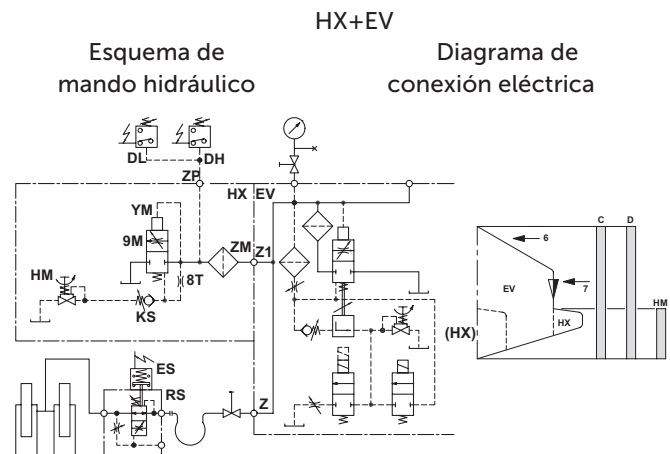 HX+EV
Esquema de
mando hidráulico
Diagrama de
conexión eléctrica
DL
DH
ZP
HX
EV
YM
9M
ZM
Z1
HM
8T
KS
ES
RS
Z
C
D
6
7
EV
HX
HM
(HX)